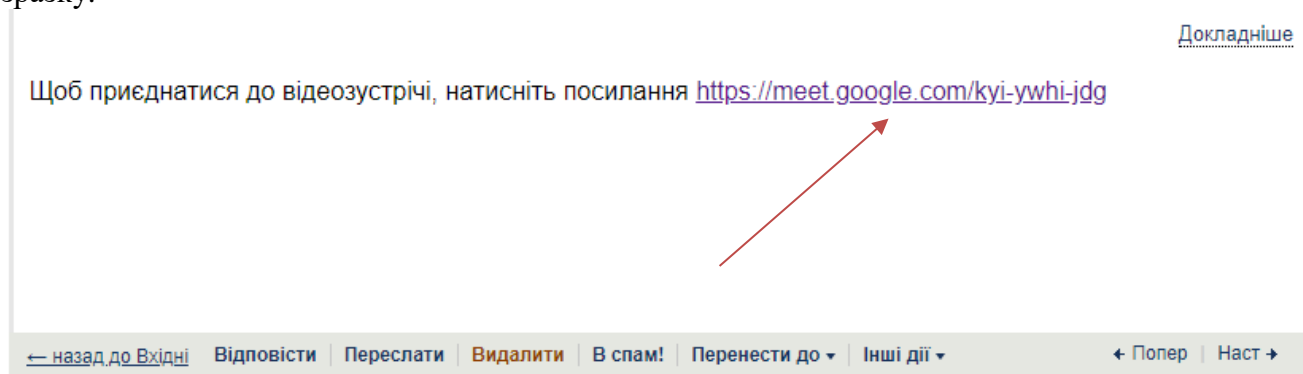 Докладніше
Щоб приєднатися до відеозустрічі, натисніть посилання https://meet.google.com/kyi-ywhi-jdg
← назад до Вхідні Відповісти Переслати Видалити В спам! Перенести до ▾ Інші дії ▾ ← Попер Наст →